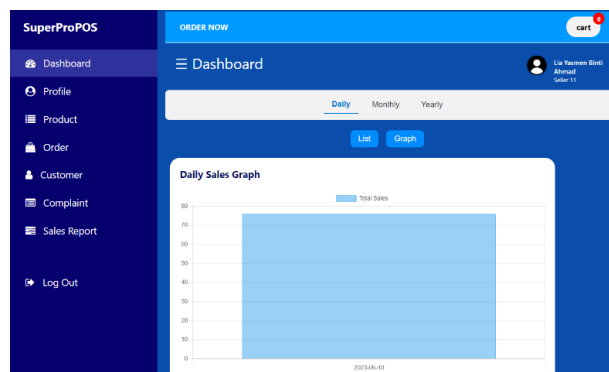 SuperProPOS
ORDER NOW
cart
0
Dashboard
Profile
Product
Order
Customer
Complaint
Sales Report
Log Out
☰ Dashboard
Lia Yasmen Binti
Ahmad
Seller 11
Daily Monthly Yearly
List Graph
Daily Sales Graph
Total Sales
80
70
60
50
40
30
20
10
0
2023-05-10